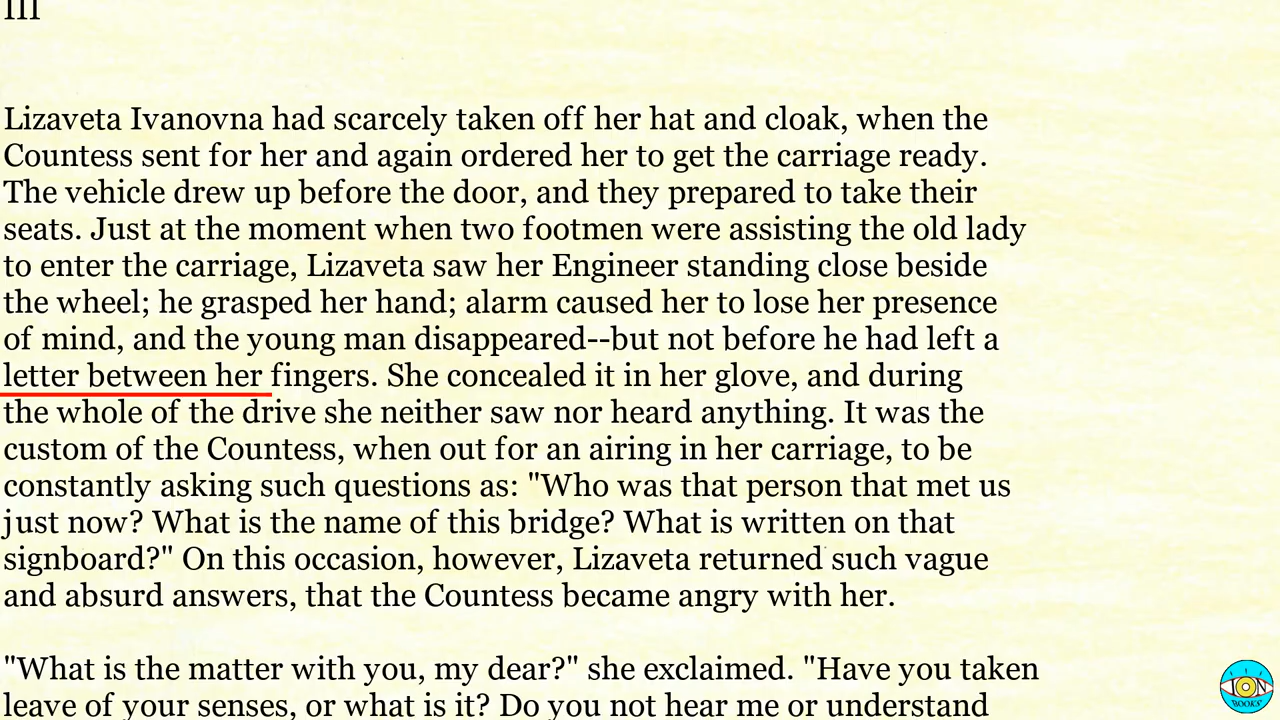 III
Lizaveta Ivanovna had scarcely taken off her hat and cloak, when the
Countess sent for her and again ordered her to get the carriage ready.
The vehicle drew up before the door, and they prepared to take their
seats. Just at the moment when two footmen were assisting the old lady
to enter the carriage, Lizaveta saw her Engineer standing close beside
the wheel; he grasped her hand; alarm caused her to lose her presence
of mind, and the young man disappeared--but not before he had left a
letter between her fingers. She concealed it in her glove, and during
the whole of the drive she neither saw nor heard anything. It was the
custom of the Countess, when out for an airing in her carriage, to be
constantly asking such questions as: "Who was that person that met us
just now? What is the name of this bridge? What is written on that
signboard?" On this occasion, however, Lizaveta returned such vague
and absurd answers, that the Countess became angry with her.
"What is the matter with you, my dear?" she exclaimed. "Have you taken
leave of your senses, or what is it? Do you not hear me or understand
ION
BOOKS